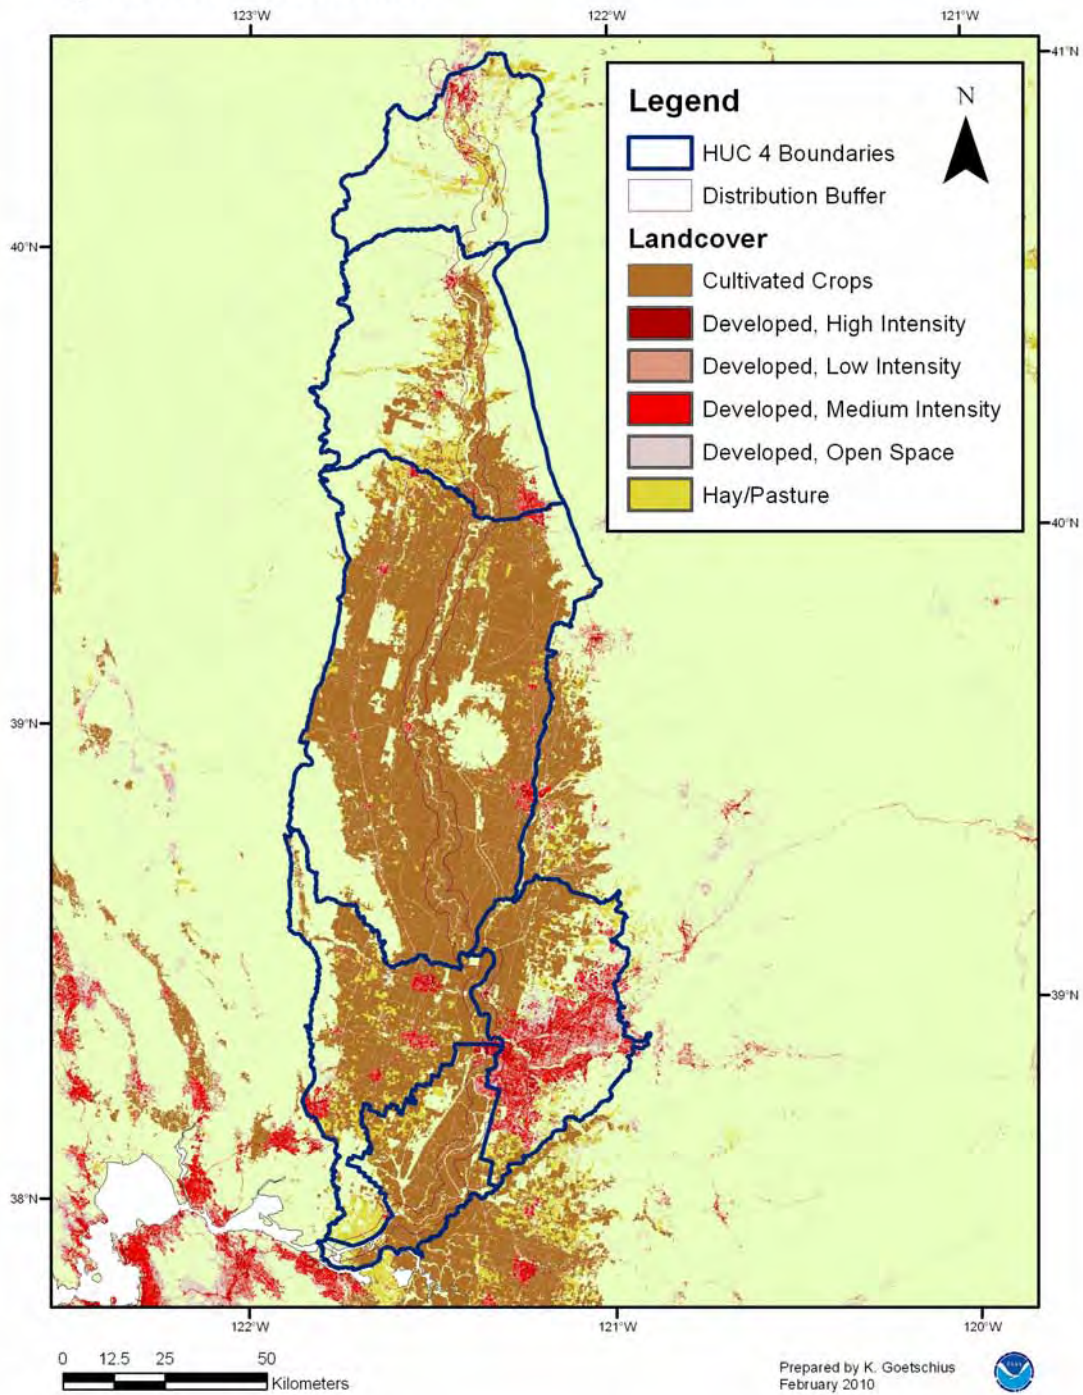 123°W
122°W
121°W
41°N
Legend
N
HUC 4 Boundaries
Distribution Buffer
Landcover
Cultivated Crops
Developed, High Intensity
Developed, Low Intensity
Developed, Medium Intensity
Developed, Open Space
Hay/Pasture
40°N
40°N
39°N
39°N
38°N
122°W
121°W
120°W
0 12.5 25 50
Kilometers
Prepared by K. Goetschius
February 2010